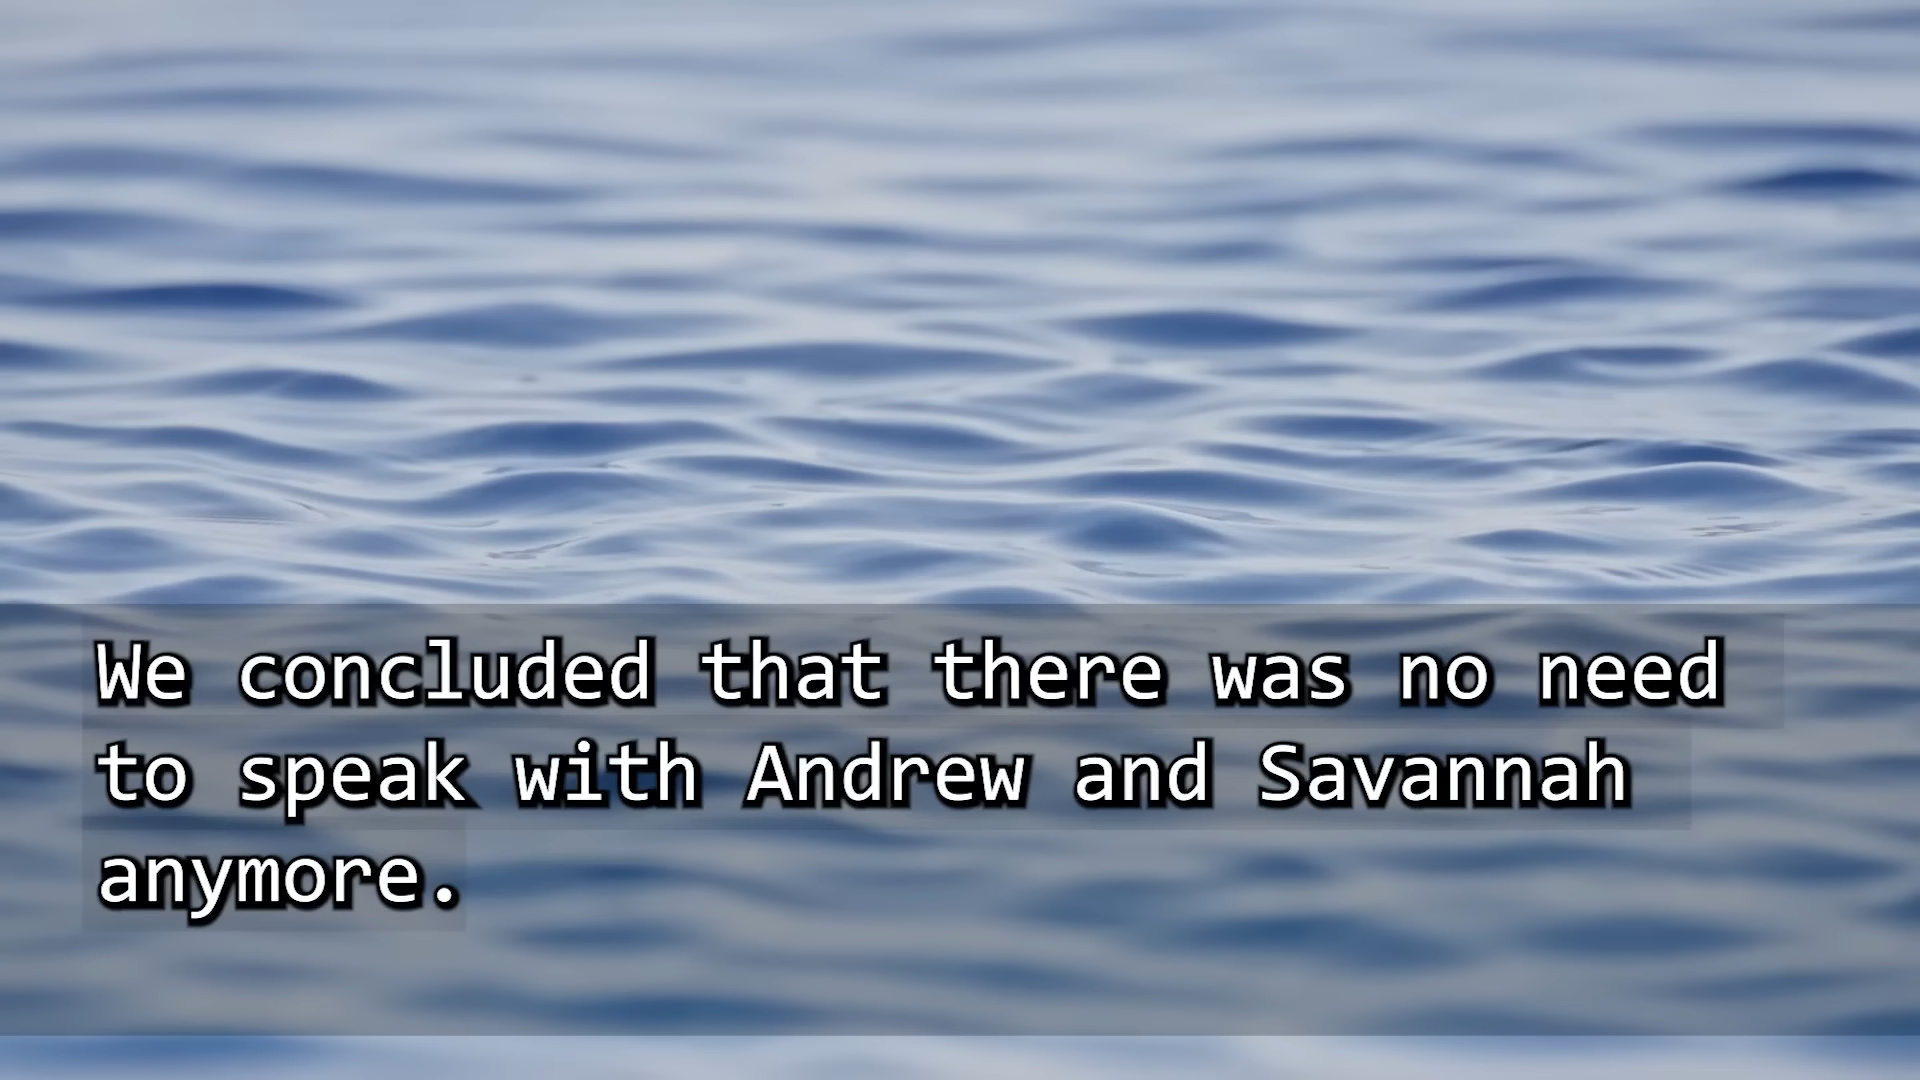 We concluded that there was no need
to speak with Andrew and Savannah
anymore.